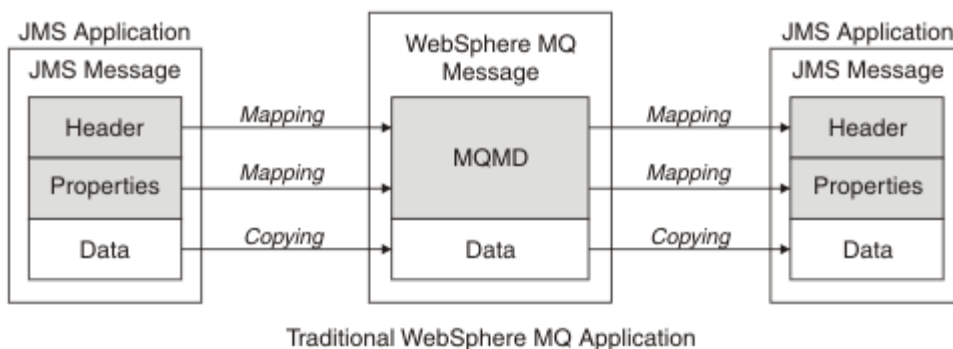 JMS Application
JMS Message
Header
Properties
Data
Mapping
Mapping
Copying
WebSphere MQ
Message
MQMD
Data
Mapping
Mapping
Copying
JMS Application
JMS Message
Header
Properties
Data
Traditional WebSphere MQ Application